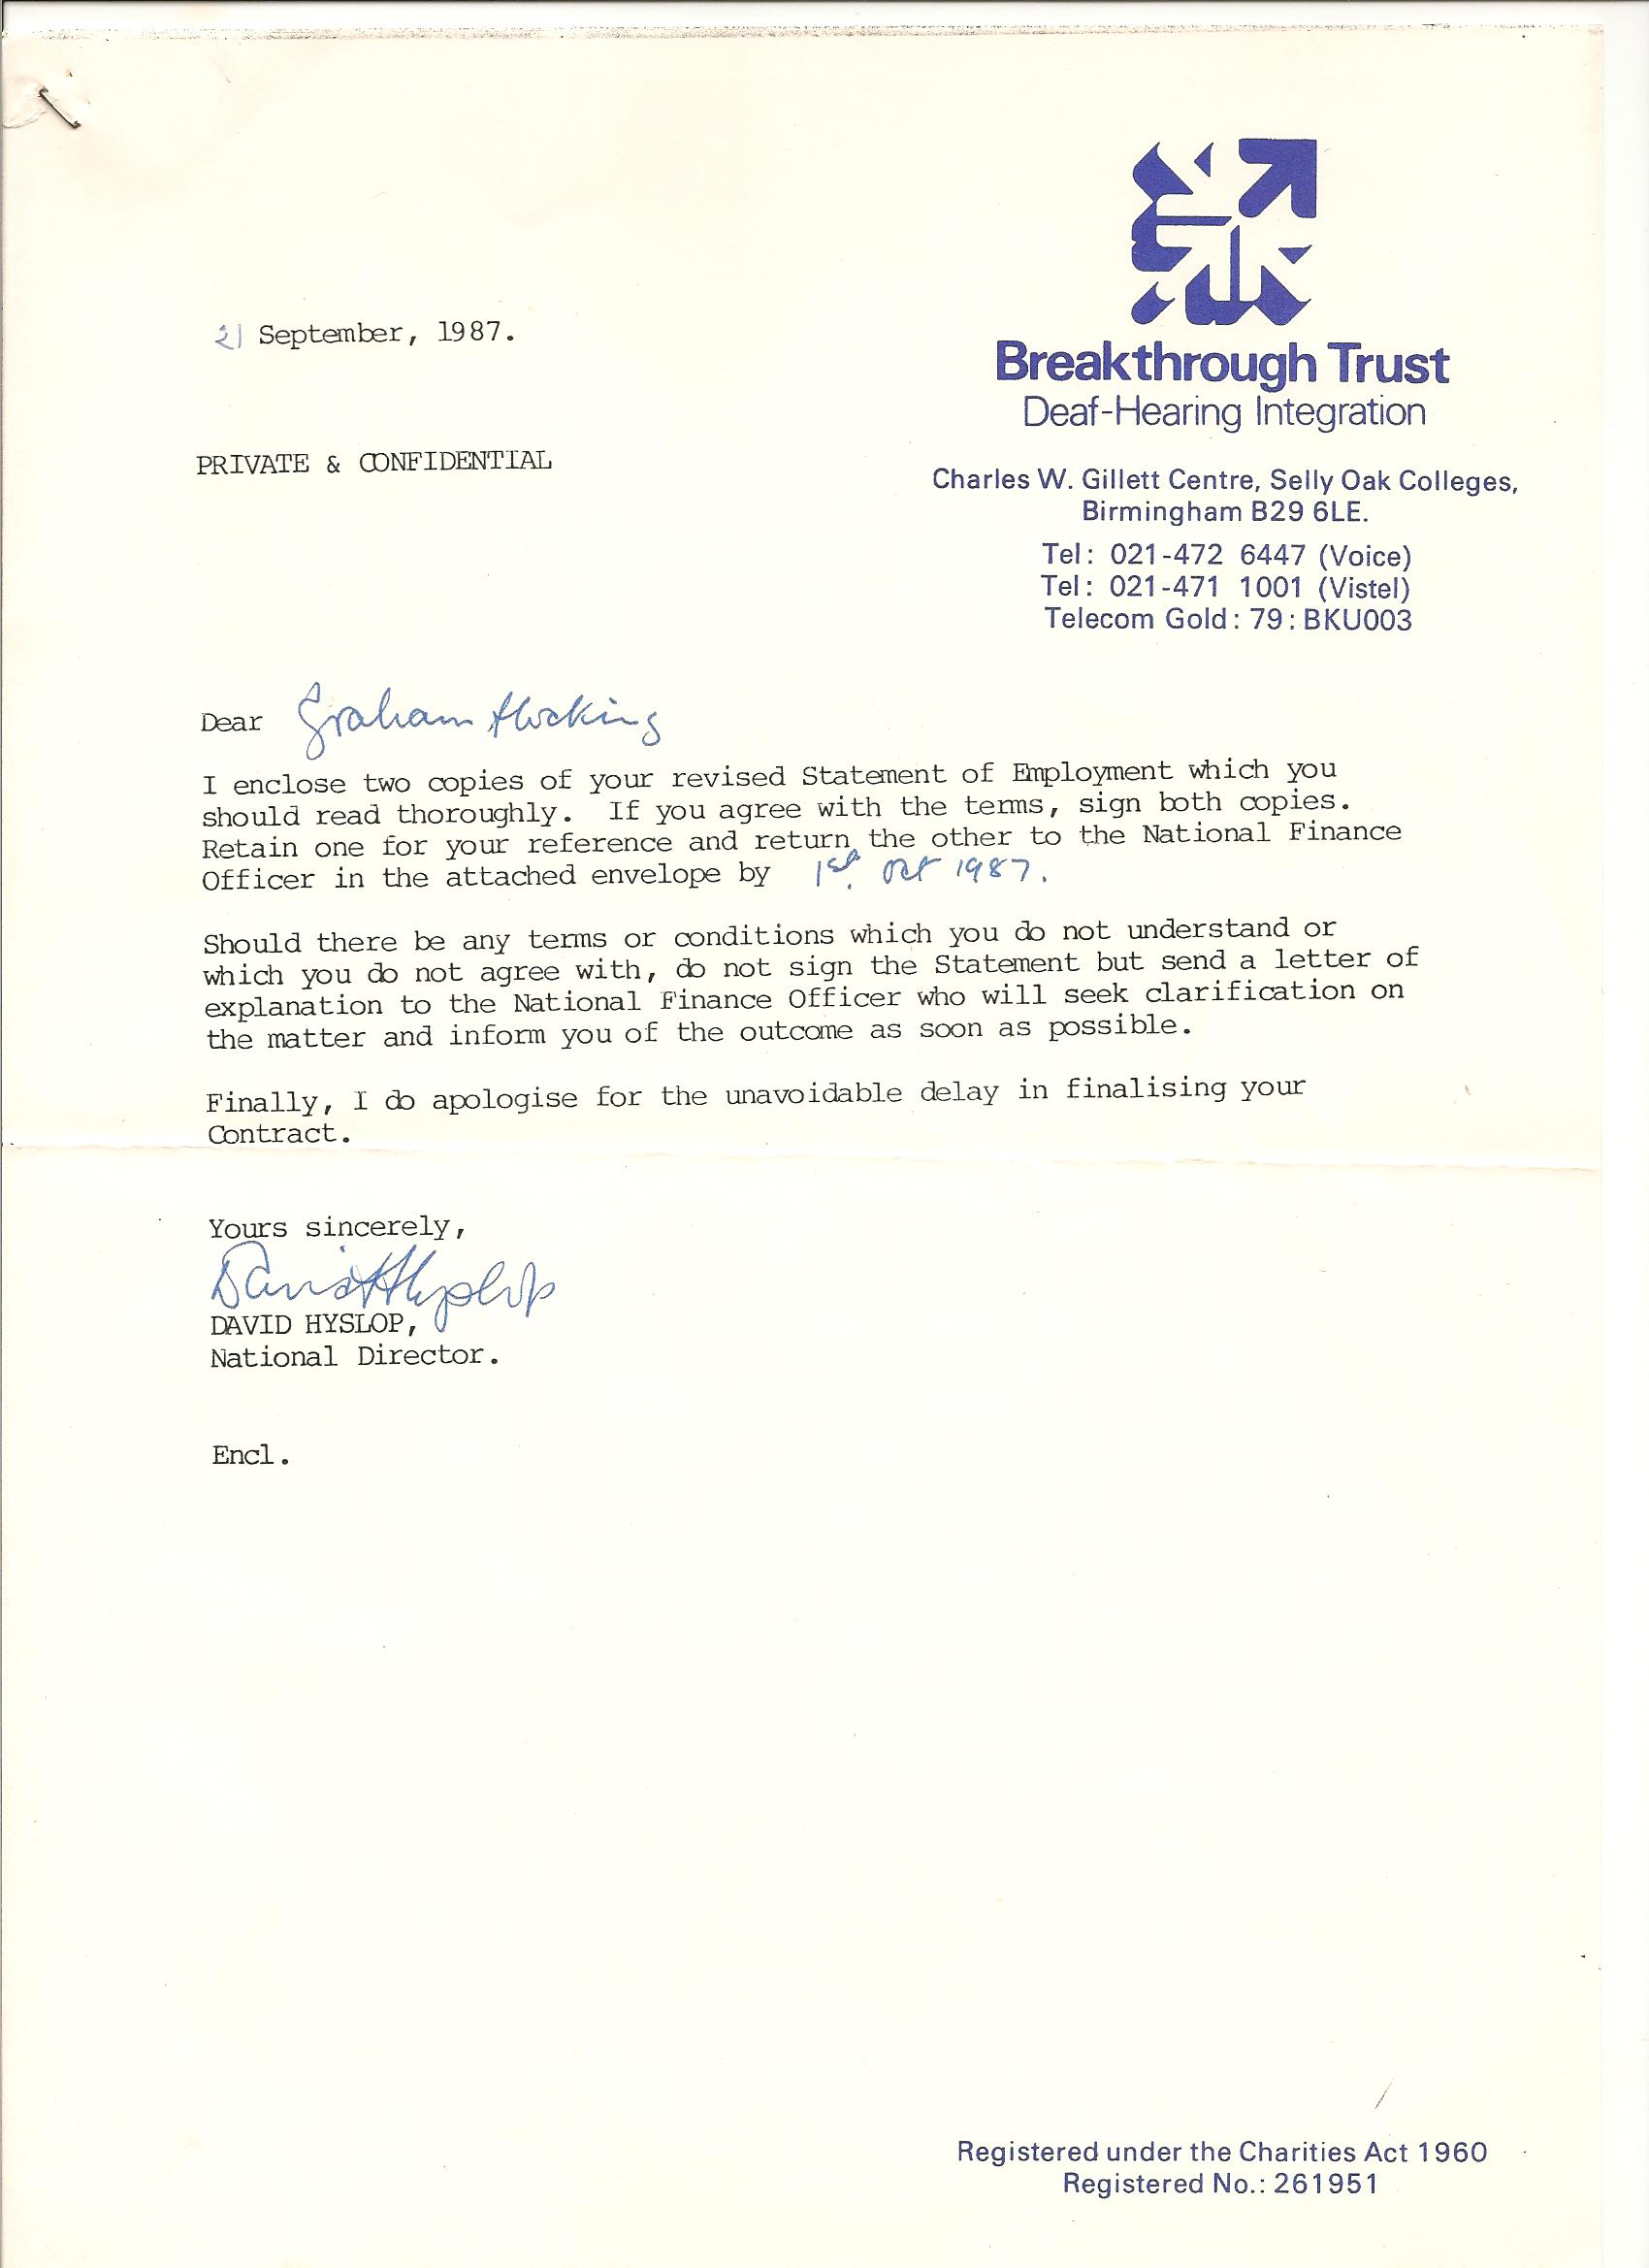 21 September, 1987.
PRIVATE & CONFIDENTIAL
Breakthrough Trust
Deaf-Hearing Integration
Charles W. Gillett Centre, Selly Oak Colleges,
Birmingham B29 6LE.
Tel: 021-472 6447 (Voice)
Tel: 021-471 1001 (Vistel)
Telecom Gold: 79: BKU003
Dear Graham Hocking
I enclose two copies of your revised Statement of Employment which you
should read thoroughly. If you agree with the terms, sign both copies.
Retain one for your reference and return the other to the National Finance
Officer in the attached envelope by 1st. Oct 1987.
Should there be any terms or conditions which you do not understand or
which you do not agree with, do not sign the Statement but send a letter of
explanation to the National Finance Officer who will seek clarification on
the matter and inform you of the outcome as soon as possible.
Finally, I do apologise for the unavoidable delay in finalising your
Contract.
Yours sincerely,
David Hyslop
DAVID HYSLOP,
National Director.
Encl.
Registered under the Charities Act 1960
Registered No.: 261951